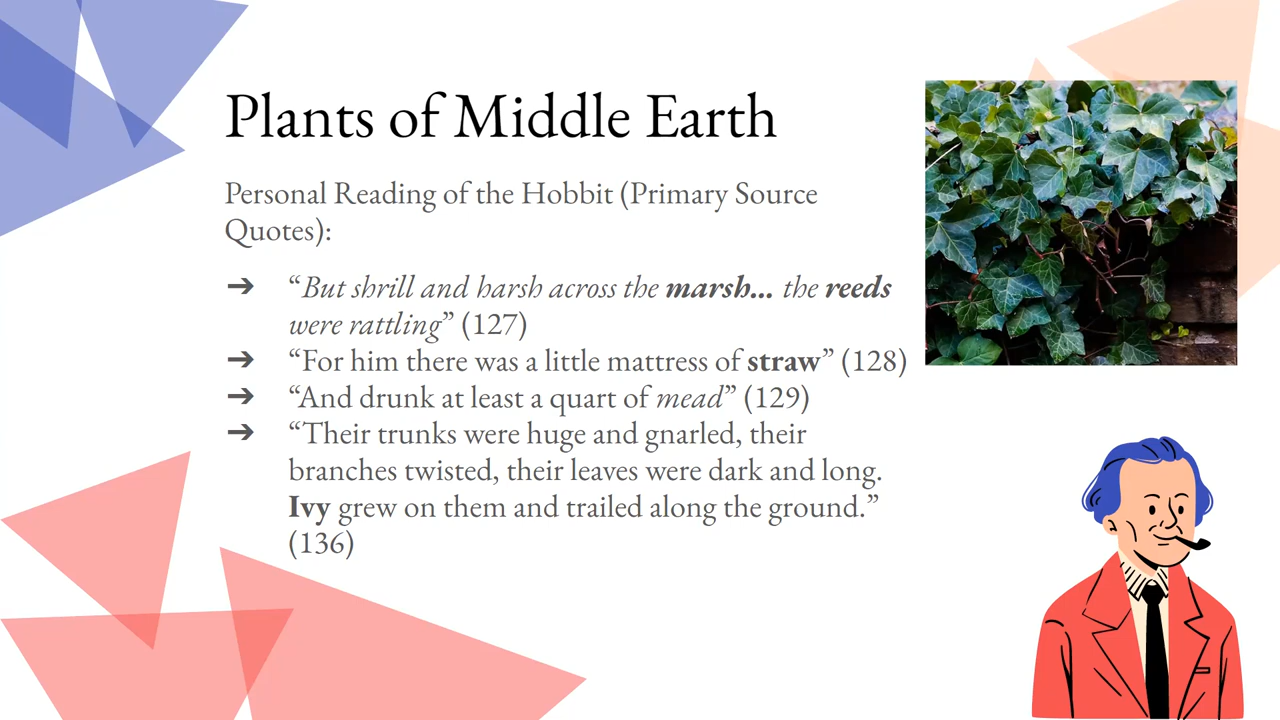 Plants of Middle Earth
Personal Reading of the Hobbit (Primary Source
Quotes):
➔ “But shrill and harsh across the marsh... the reeds
were rattling” (127)
➔ “For him there was a little mattress of straw” (128)
➔ “And drunk at least a quart of mead” (129)
➔ “Their trunks were huge and gnarled, their
branches twisted, their leaves were dark and long.
Ivy grew on them and trailed along the ground.”
(136)